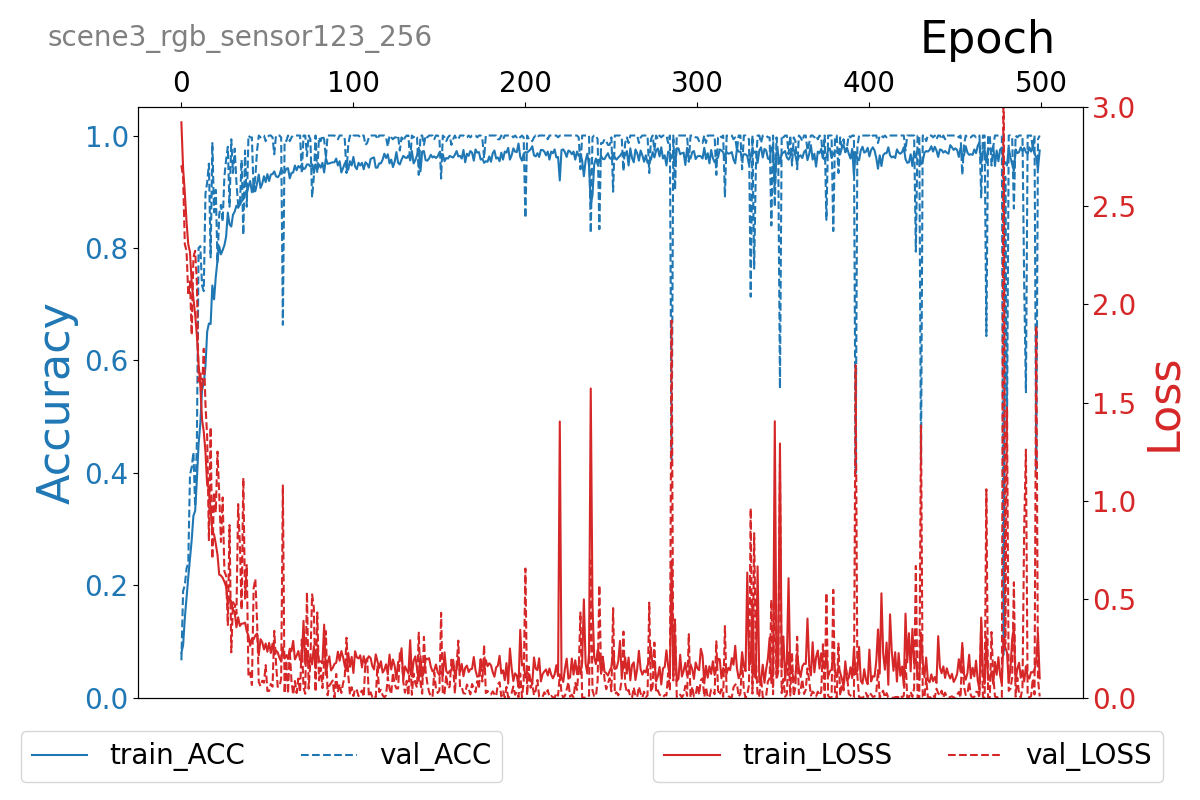 scene3_rgb_sensor123_256
Epoch
0 100 200 300 400 500
1.0
0.8
0.6
0.4
0.2
0.0
Accuracy
3.0
2.5
2.0
1.5
1.0
0.5
0.0
Loss
train_ACC val_ACC
train_LOSS val_LOSS